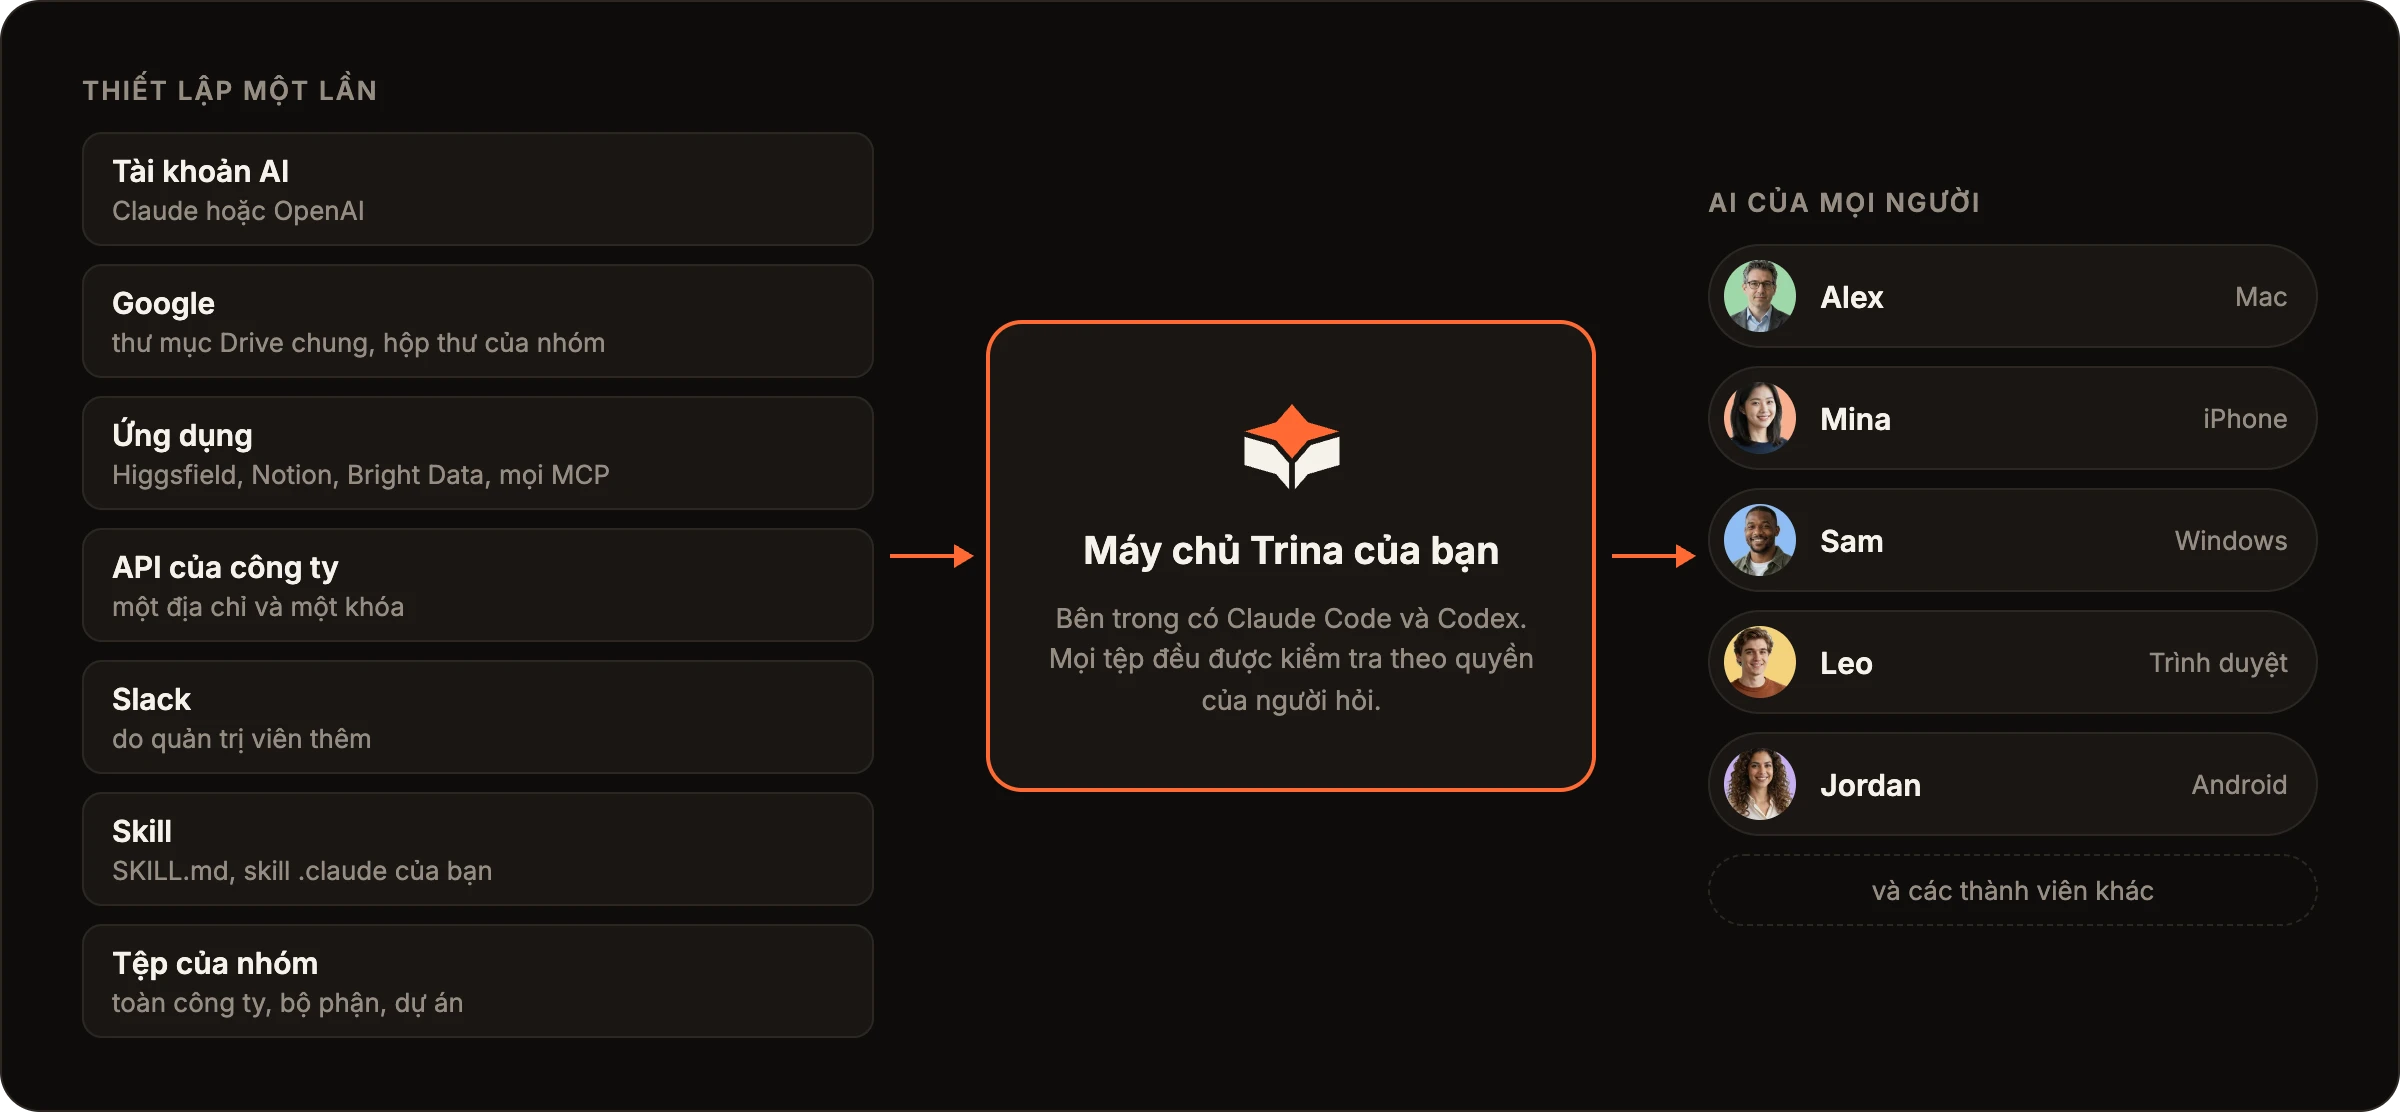 THIẾT LẬP MỘT LẦN
Tài khoản AI
Claude hoặc OpenAI
Google
thư mục Drive chung, hộp thư của nhóm
Ứng dụng
Higgsfield, Notion, Bright Data, mọi MCP
API của công ty
một địa chỉ và một khóa
Slack
do quản trị viên thêm
Skill
SKILL.md, skill .claude của bạn
Tệp của nhóm
toàn công ty, bộ phận, dự án
Máy chủ Trina của bạn
Bên trong có Claude Code và Codex.
Mọi tệp đều được kiểm tra theo quyền
của người hỏi.
AI CỦA MỌI NGƯỜI
Alex
Mac
Mina
iPhone
Sam
Windows
Leo
Trình duyệt
Jordan
Android
và các thành viên khác